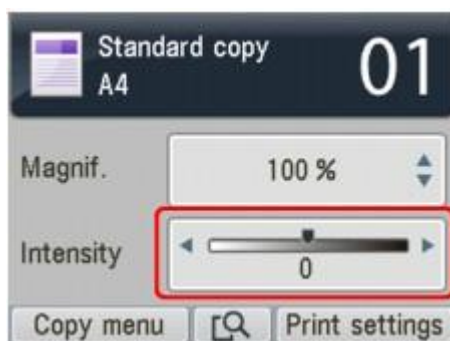 Standard copy
A4
01
Magnif.
100 %
Intensity
0
Copy menu
Print settings